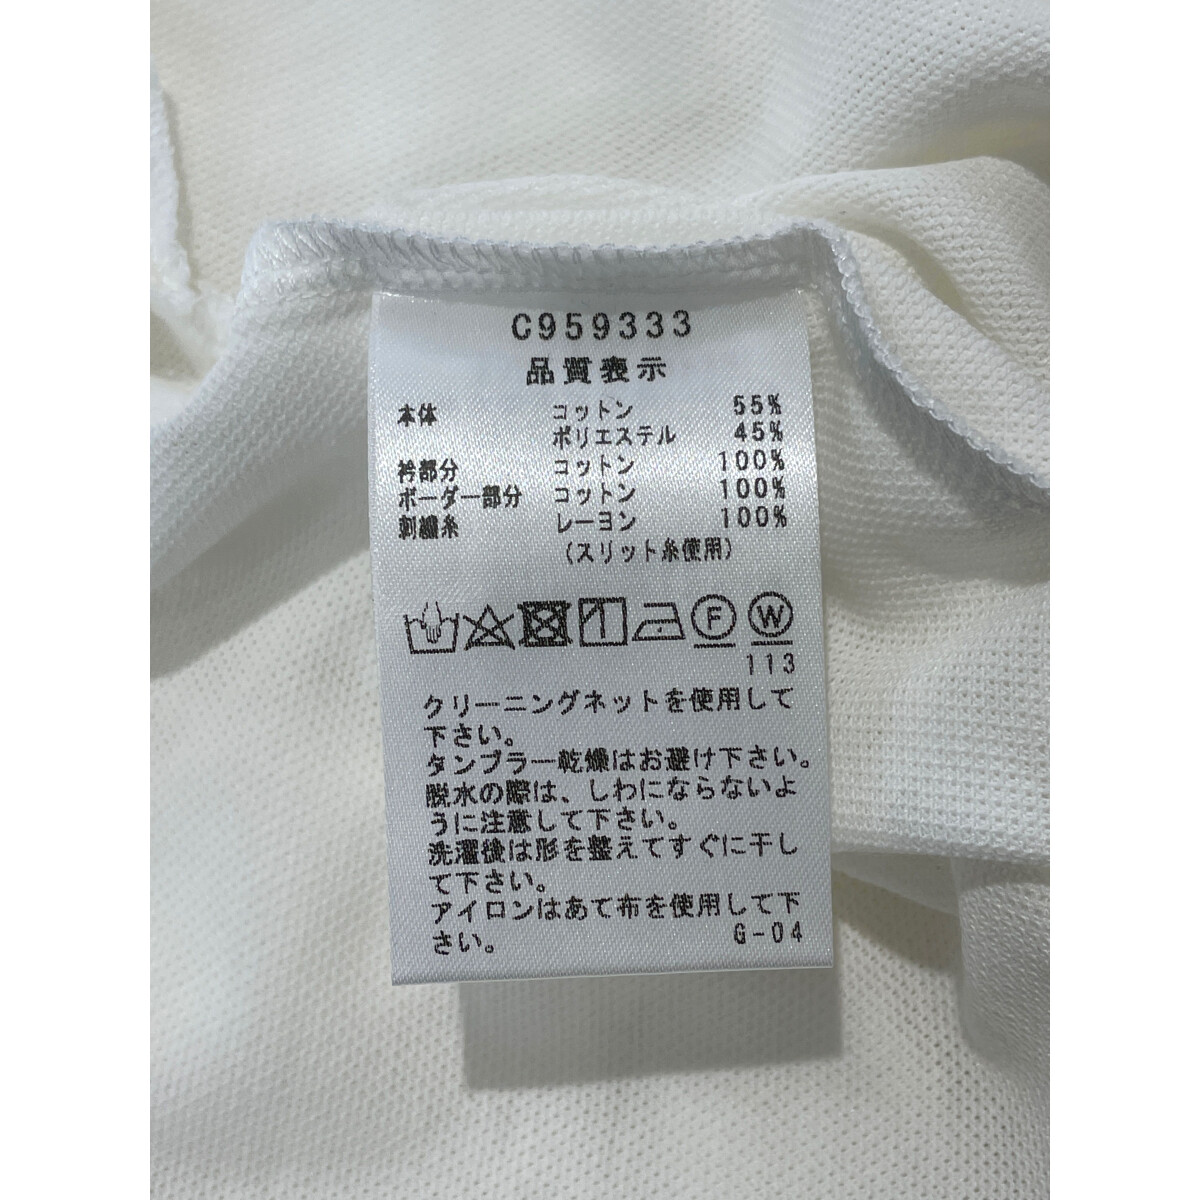 C959333
品質表示
本体 コットン 55%
ポリエステル 45%
衿部分 コットン 100%
ボーダー部分 コットン 100%
刺繍糸 レーヨン 100%
(スリット糸使用)
F W
113
クリーニングネットを使用して
下さい。
タンブラー乾燥はお避け下さい。
脱水の際は、しわにならないよ
うに注意して下さい。
洗濯後は形を整えてすぐに干し
て下さい。
アイロンはあて布を使用して下
さい。 G-04